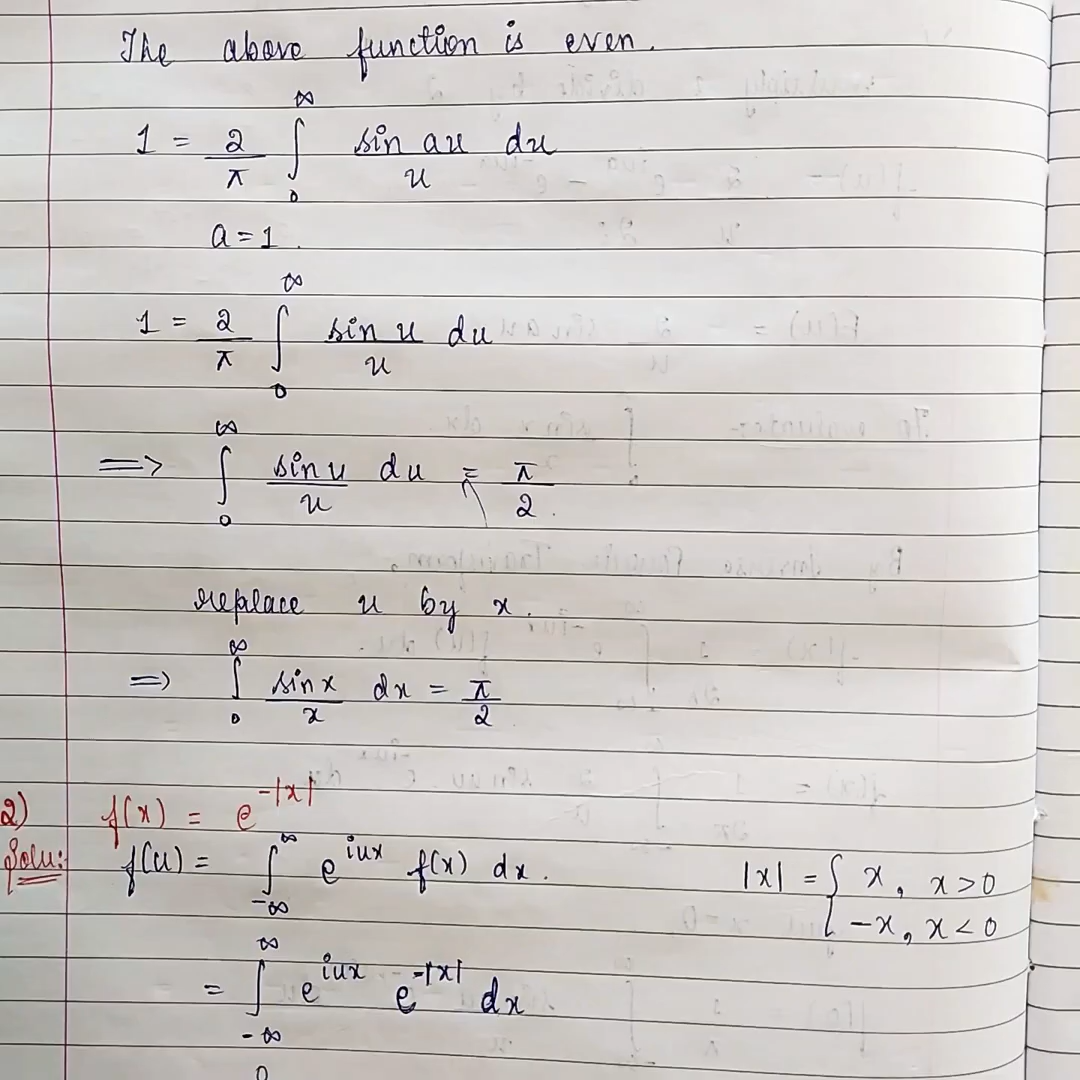 The above function is even.
1 = 2/π ∫₀^∞ sin au/u du
a = 1.
1 = 2/π ∫₀^∞ sin u/u du
⟹ ∫₀^∞ sin u/u du = π/2.
replace u by x.
⟹ ∫₀^∞ sin x/x dx = π/2
2) f(x) = e^{-|x|}
Solu: f(u) = ∫_{-∞}^∞ e^{iux} f(x) dx. |x| = { x, x > 0
-x, x < 0
= ∫_{-∞}^∞ e^{iux} e^{-|x|} dx
0